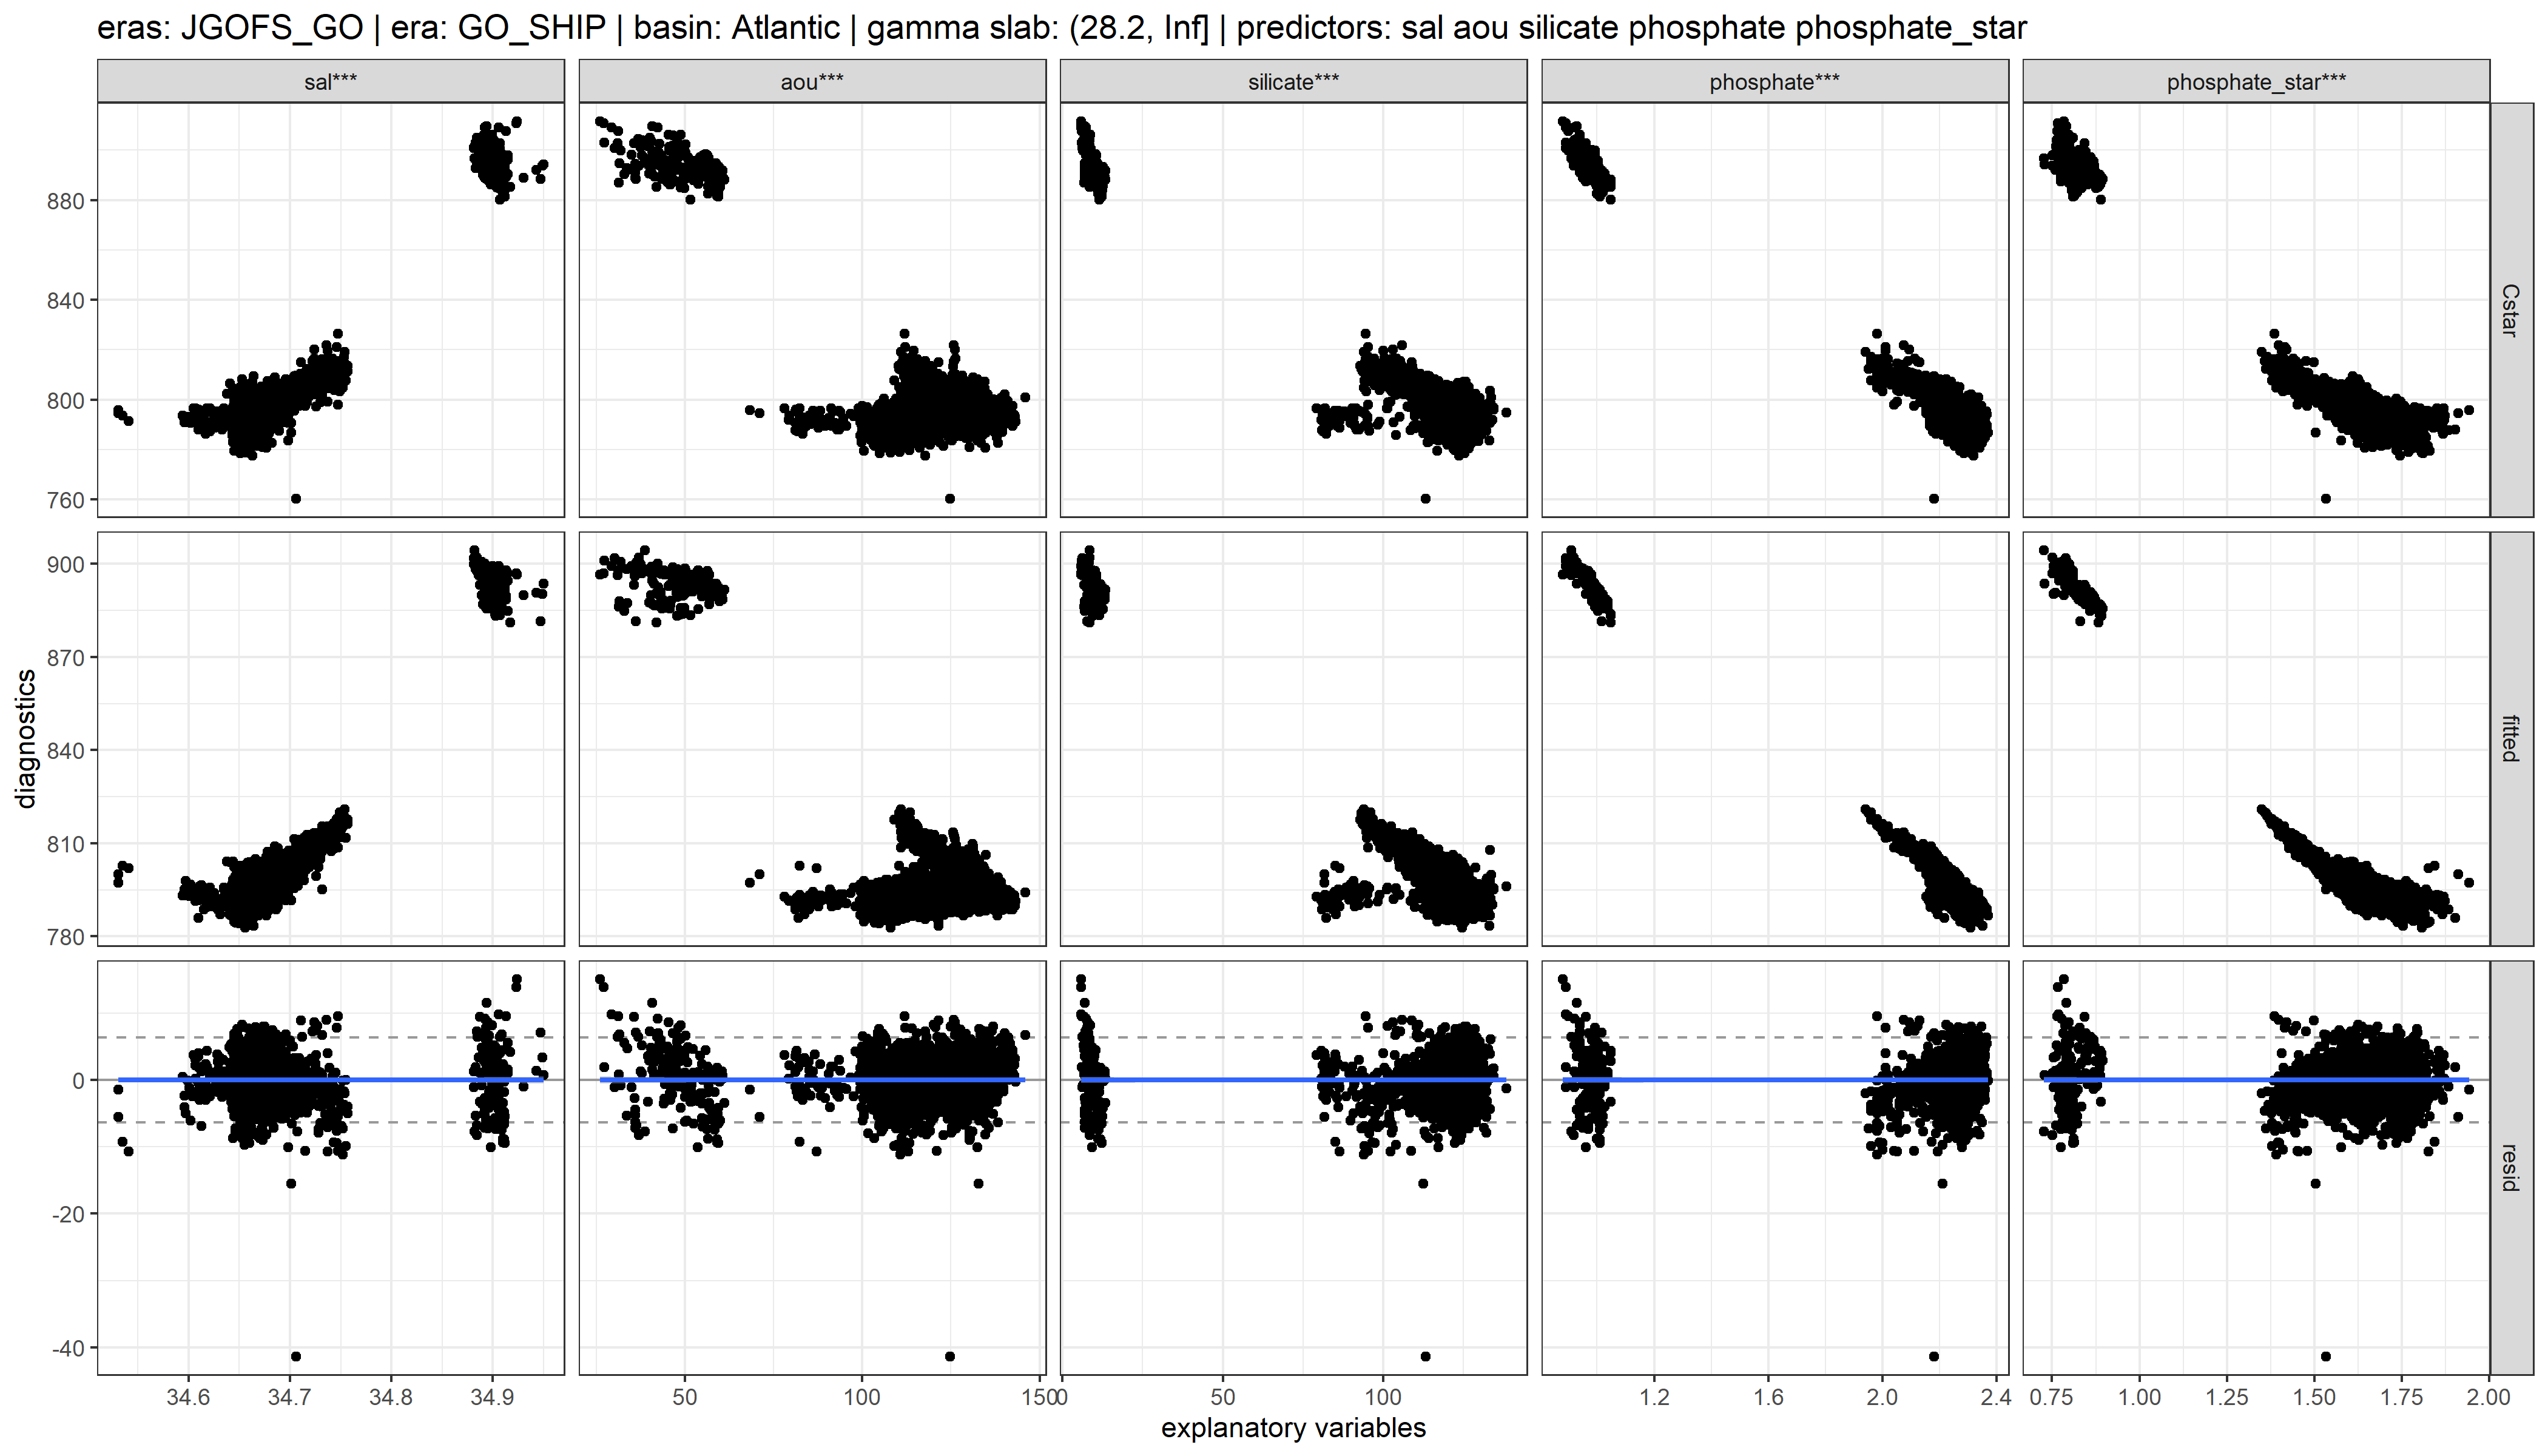 eras: JGOFS_GO | era: GO_SHIP | basin: Atlantic | gamma slab: (28.2, Inf] | predictors: sal aou silicate phosphate phosphate_star
sal*** aou*** silicate*** phosphate*** phosphate_star***
880
840
800
760
Cstar
900
870
840
810
780
fitted
diagnostics
0
-20
-40
resid
34.6 34.7 34.8 34.9 50 100 150 0 50 100 1.2 1.6 2.0 2.4 0.75 1.00 1.25 1.50 1.75 2.00
explanatory variables